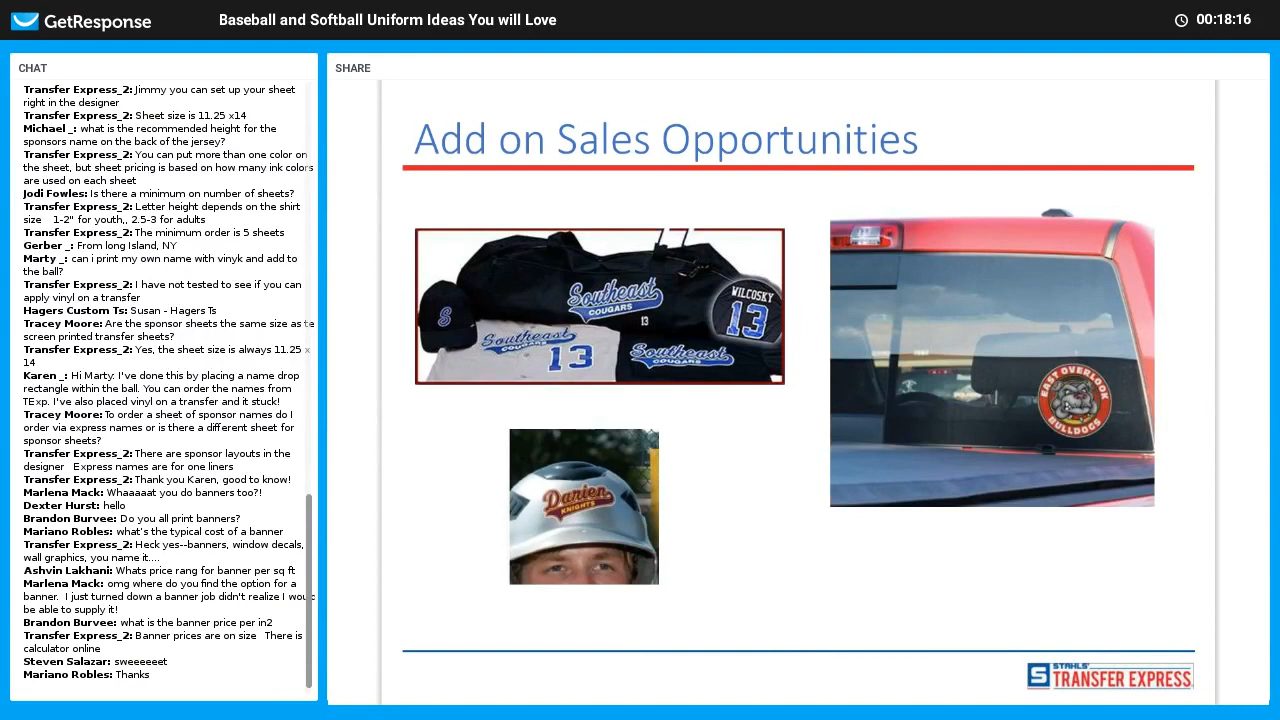 GetResponse
Baseball and Softball Uniform Ideas You will Love
00:18:16
CHAT
Transfer Express_2: Jimmy you can set up your sheet
right in the designer
Transfer Express_2: Sheet size is 11.25 x14
Michael _: what is the recommended height for the
sponsors name on the back of the jersey?
Transfer Express_2: You can put more than one color on
the sheet, but sheet pricing is based on how many ink colors
are used on each sheet
Jodi Fowles: Is there a minimum on number of sheets?
Transfer Express_2: Letter height depends on the shirt
size 1-2" for youth,, 2.5-3 for adults
Transfer Express_2: The minimum order is 5 sheets
Gerber _: From long Island, NY
Marty _: can i print my own name with vinyk and add to
the ball?
Transfer Express_2: I have not tested to see if you can
apply vinyl on a transfer
Hagers Custom Ts: Susan - Hagers Ts
Tracey Moore: Are the sponsor sheets the same size as te
screen printed transfer sheets?
Transfer Express_2: Yes, the sheet size is always 11.25 x
14
Karen _: Hi Marty: I've done this by placing a name drop
rectangle within the ball. You can order the names from
TExp. I've also placed vinyl on a transfer and it stuck!
Tracey Moore: To order a sheet of sponsor names do I
order via express names or is there a different sheet for
sponsor sheets?
Transfer Express_2: There are sponsor layouts in the
designer Express names are for one liners
Transfer Express_2: Thank you Karen, good to know!
Marlena Mack: Whaaaaat you do banners too?!
Dexter Hurst: hello
Brandon Burvee: Do you all print banners?
Mariano Robles: what's the typical cost of a banner
Transfer Express_2: Heck yes--banners, window decals,
wall graphics, you name it....
Ashvin Lakhani: Whats price rang for banner per sq ft
Marlena Mack: omg where do you find the option for a
banner. I just turned down a banner job didn't realize I would
be able to supply it!
Brandon Burvee: what is the banner price per in2
Transfer Express_2: Banner prices are on size There is
calculator online
Steven Salazar: sweeeeeet
Mariano Robles: Thanks
SHARE
Add on Sales Opportunities
Southeast
COUGARS
13
WILCOSKY
13
S
Southeast
COUGARS
13
Southeast
COUGARS
EAST OVERLOOK
BULLDOGS
Darien
KNIGHTS
S STAHLS'
TRANSFER EXPRESS